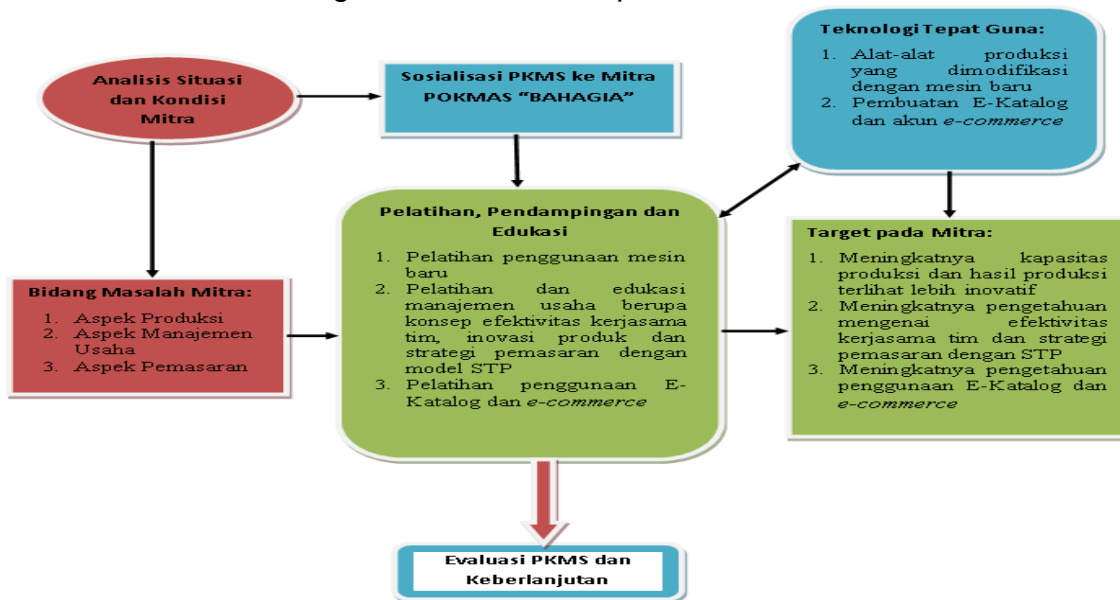 Analisis Situasi
dan Kondisi
Mitra
Sosialisasi PKMS ke Mitra
POKMAS “BAHAGIA”
Teknologi Tepat Guna:
1. Alat-alat produksi
yang dimodifikasi
dengan mesin baru
2. Pembuatan E-Katalog
dan akun e-commerce
Bidang Masalah Mitra:
1. Aspek Produksi
2. Aspek Manajemen
Usaha
3. Aspek Pemasaran
Pelatihan, Pendampingan dan
Edukasi
1. Pelatihan penggunaan mesin
baru
2. Pelatihan dan edukasi
manajemen usaha berupa
konsep efektivitas kerjasama
tim, inovasi produk dan
strategi pemasaran dengan
model STP
3. Pelatihan penggunaan E-
Katalog dan e-commerce
Target pada Mitra:
1. Meningkatnya kapasitas
produksi dan hasil produksi
terlihat lebih inovatif
2. Meningkatnya pengetahuan
mengenai efektivitas
kerjasama tim dan strategi
pemasaran dengan STP
3. Meningkatnya pengetahuan
penggunaan E-Katalog dan
e-commerce
Evaluasi PKMS dan
Keberlanjutan